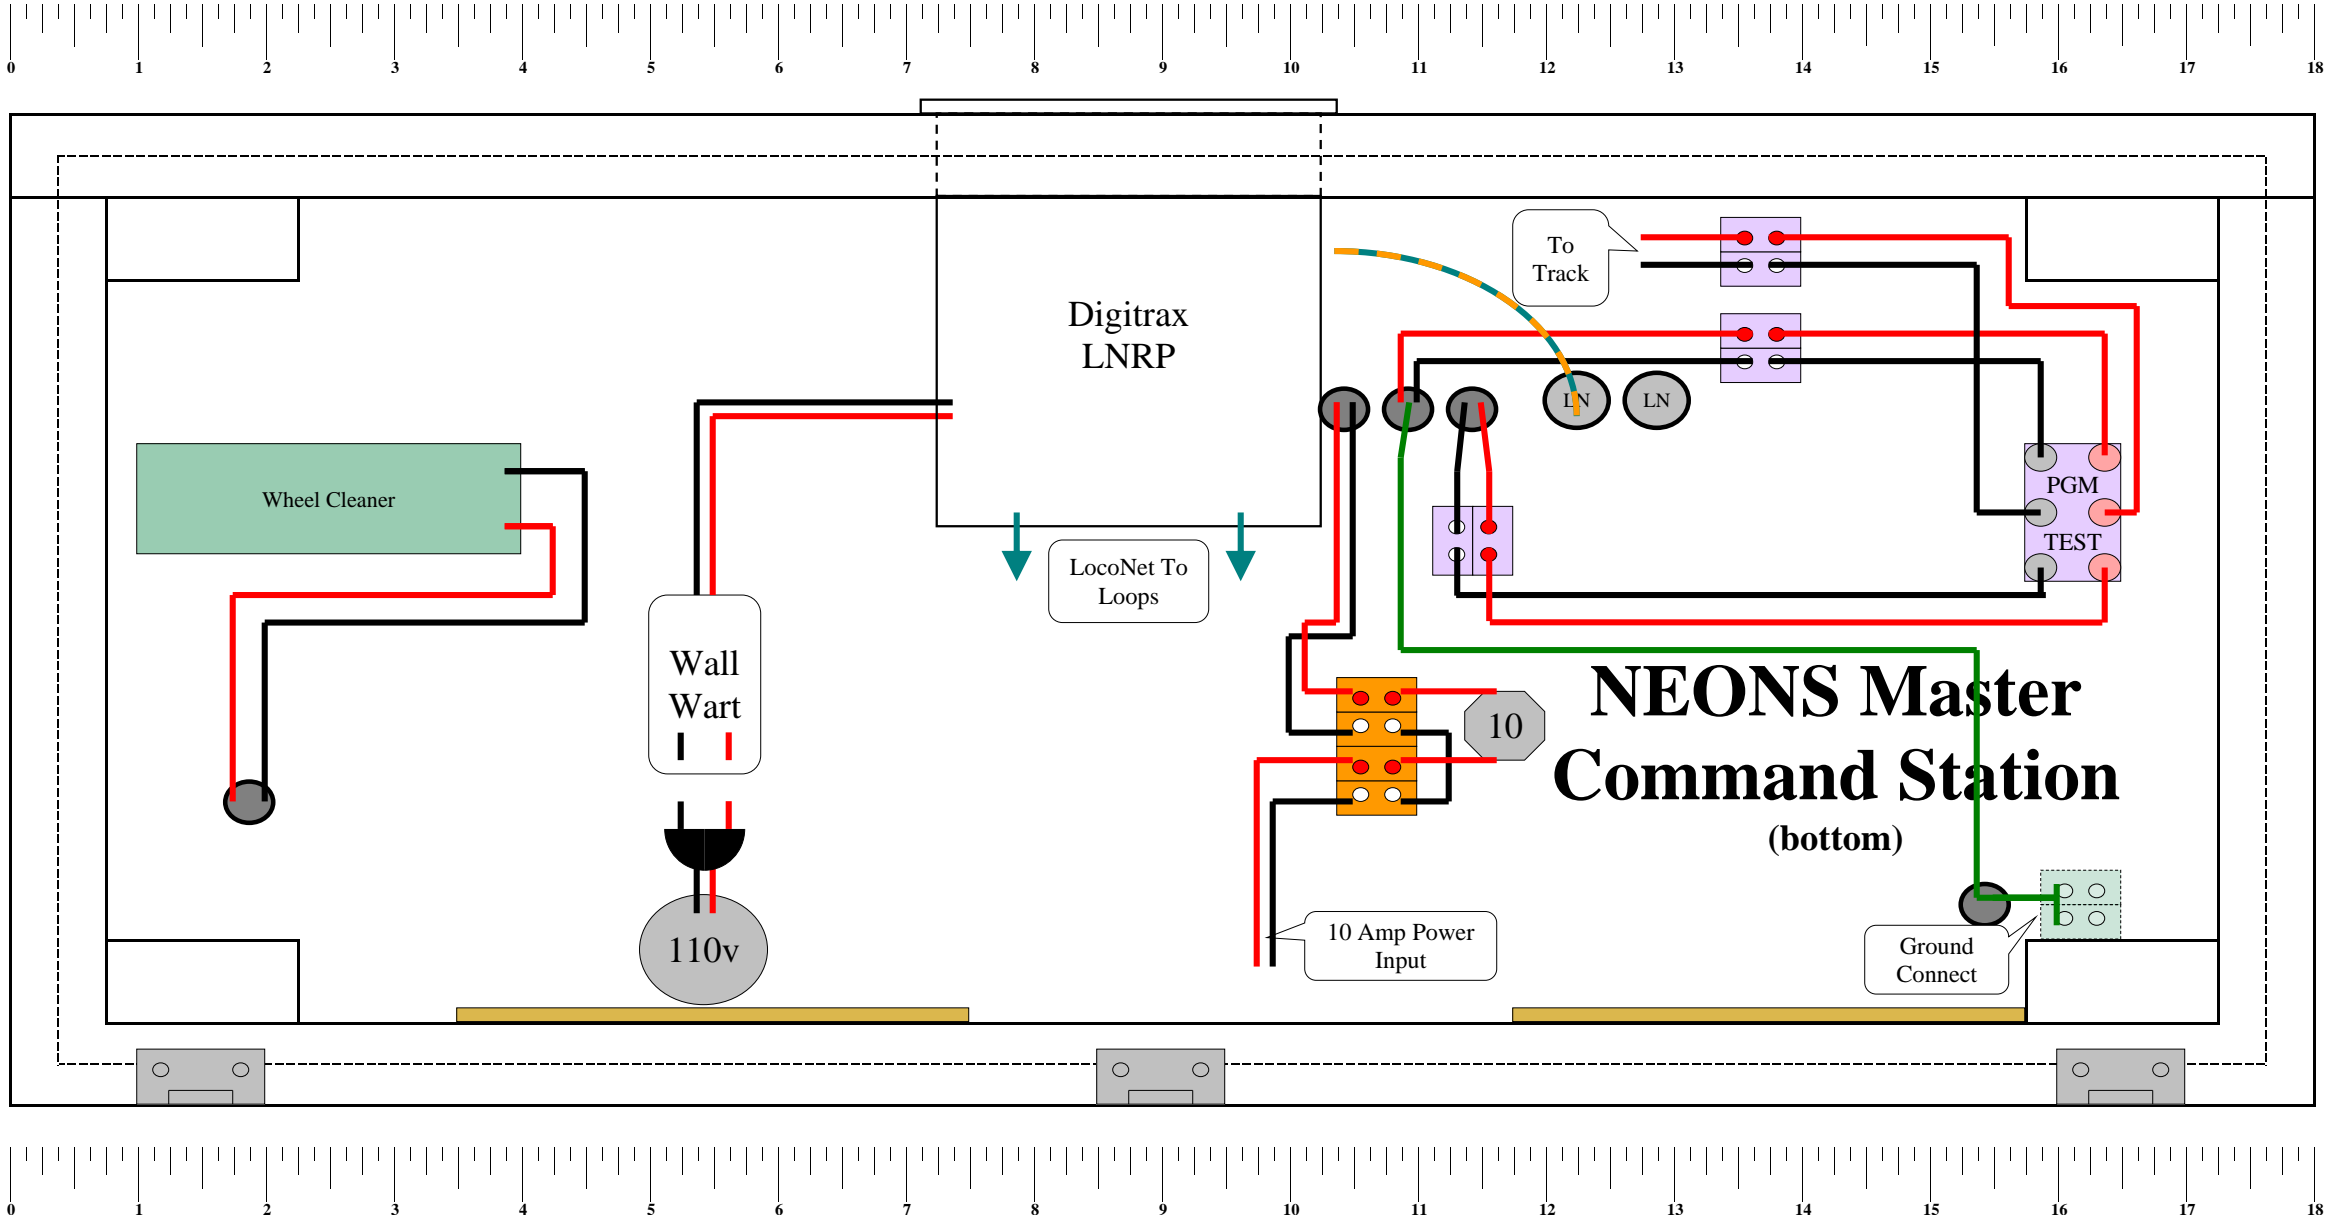 0 1 2 3 4 5 6 7 8 9 10 11 12 13 14 15 16 17 18
To
Track
Digitrax
LNRP
LN LN
Wheel Cleaner
PGM
TEST
LocoNet To
Loops
Wall
Wart
10
NEONS Master
Command Station
(bottom)
110v
10 Amp Power
Input
Ground
Connect
0 1 2 3 4 5 6 7 8 9 10 11 12 13 14 15 16 17 18